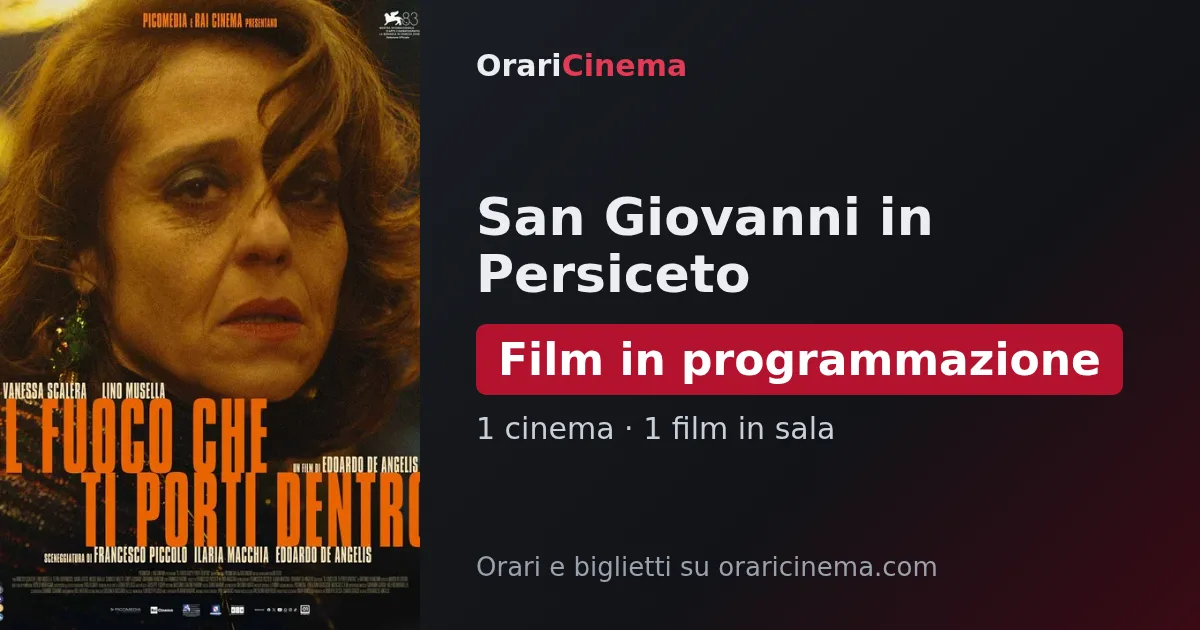 PICOMEDIA E RAI CINEMA PRESENTANO
83
VANESSA SCALERA LINO MUSELLA
L FUOCO CHE
UN FILM DI EDOARDO DE ANGELIS
TI PORTI DENTRO
SCENEGGIATURA DI FRANCESCO PICCOLO ILARIA MACCHIA EDOARDO DE ANGELIS
OrariCinema
San Giovanni in
Persiceto
Film in programmazione
1 cinema · 1 film in sala
Orari e biglietti su oraricinema.com